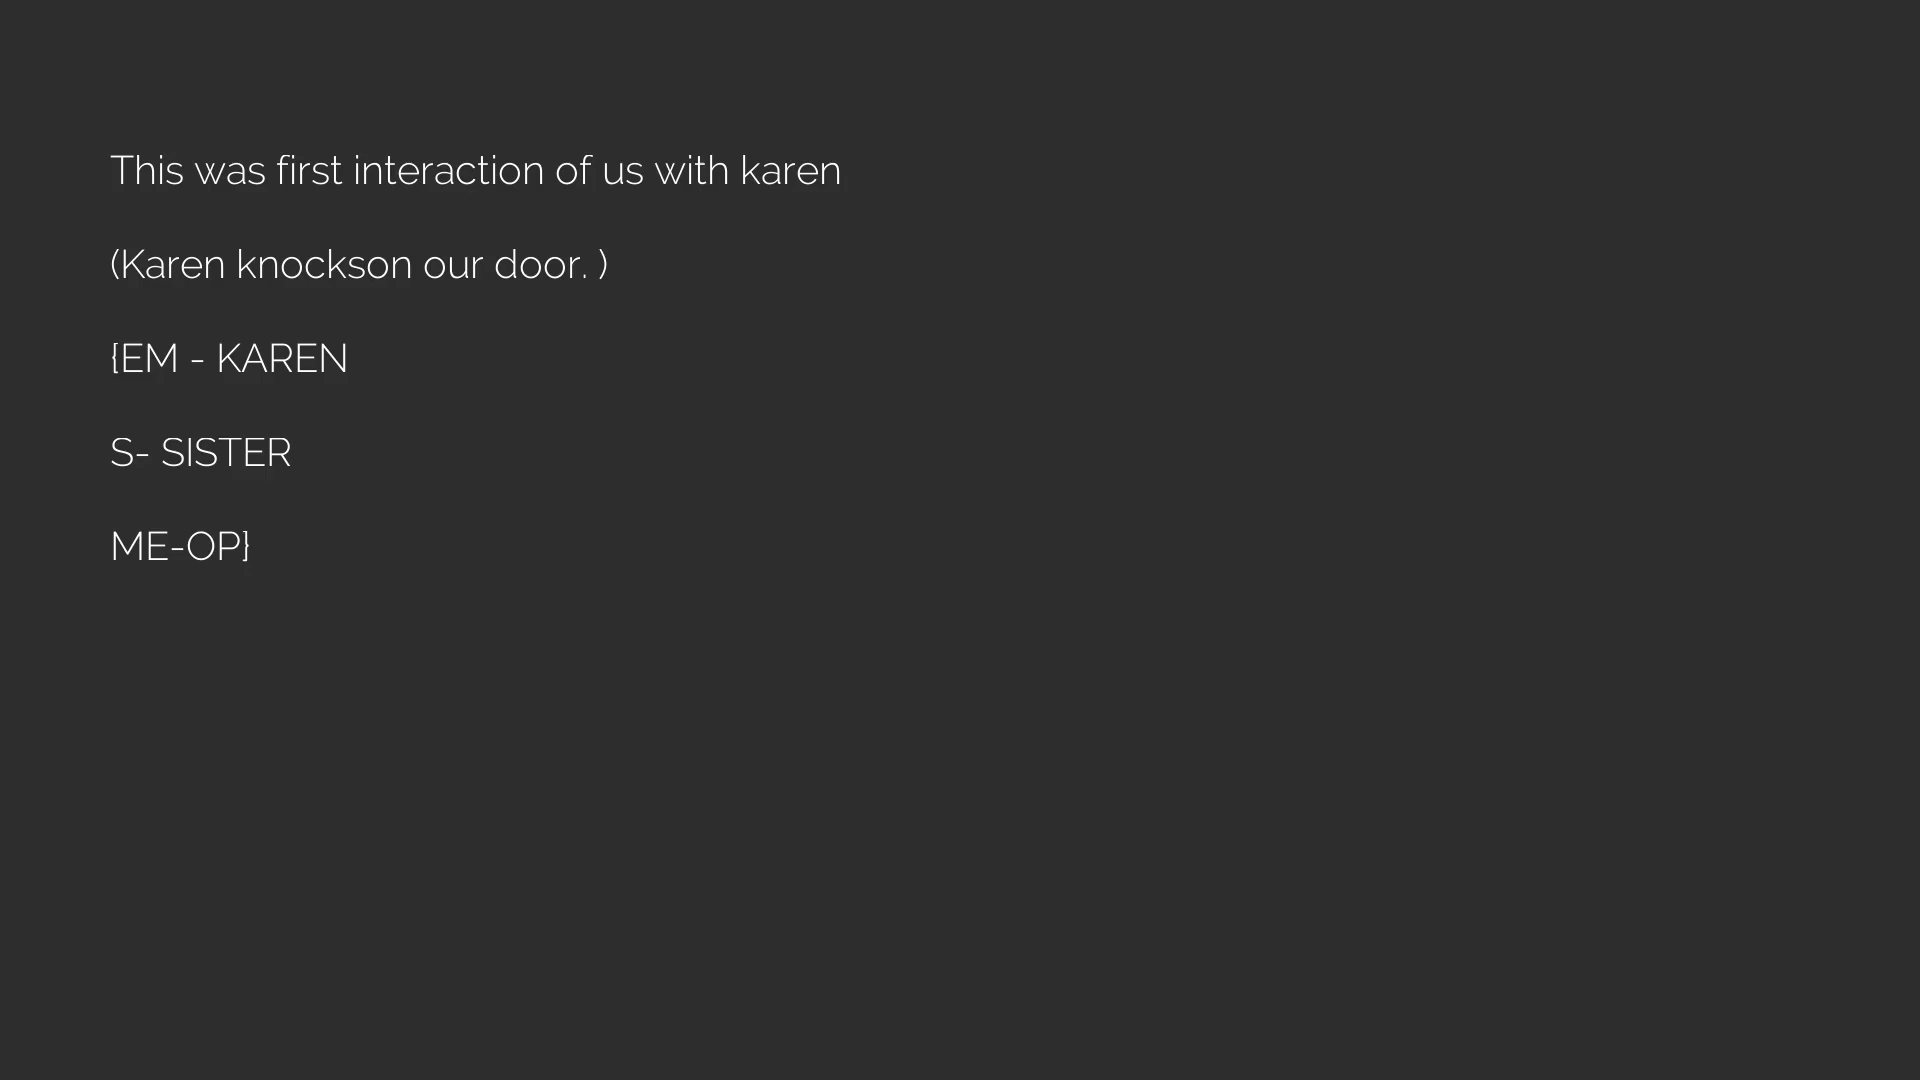 This was first interaction of us with karen
(Karen knockson our door. )
{EM - KAREN
S- SISTER
ME-OP}